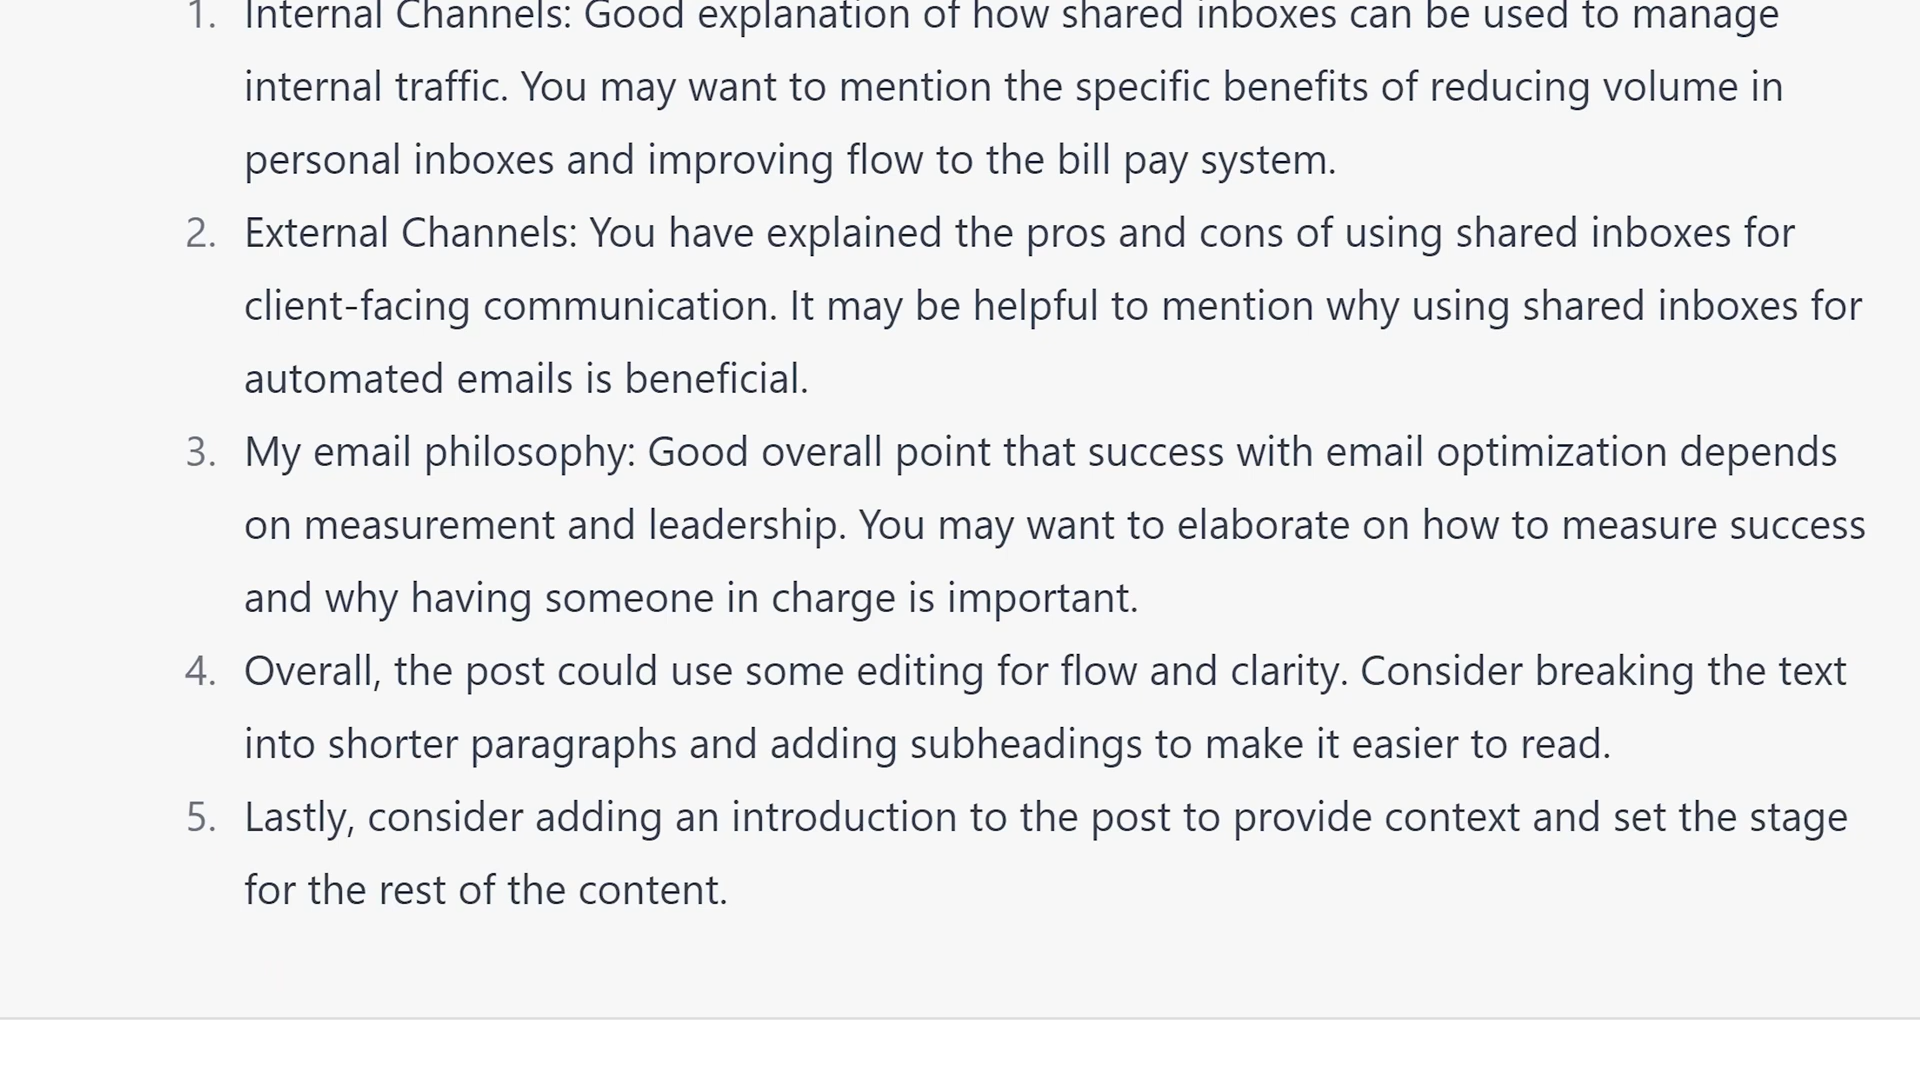 1. Internal Channels: Good explanation of how shared inboxes can be used to manage
internal traffic. You may want to mention the specific benefits of reducing volume in
personal inboxes and improving flow to the bill pay system.
2. External Channels: You have explained the pros and cons of using shared inboxes for
client-facing communication. It may be helpful to mention why using shared inboxes for
automated emails is beneficial.
3. My email philosophy: Good overall point that success with email optimization depends
on measurement and leadership. You may want to elaborate on how to measure success
and why having someone in charge is important.
4. Overall, the post could use some editing for flow and clarity. Consider breaking the text
into shorter paragraphs and adding subheadings to make it easier to read.
5. Lastly, consider adding an introduction to the post to provide context and set the stage
for the rest of the content.